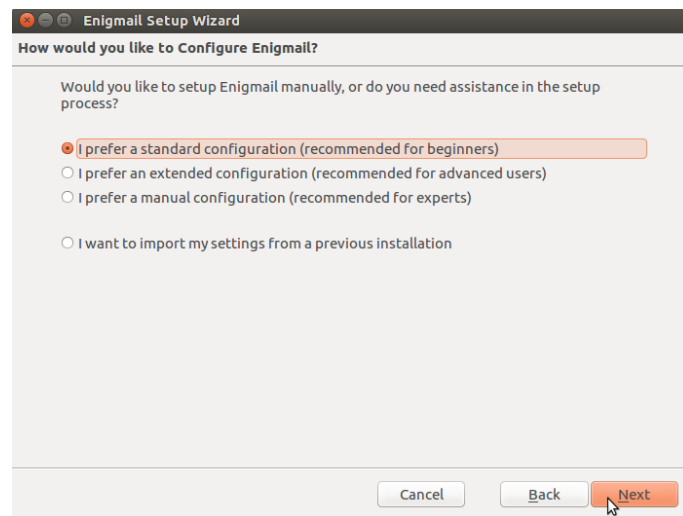 Enigmail Setup Wizard
How would you like to Configure Enigmail?
Would you like to setup Enigmail manually, or do you need assistance in the setup
process?
I prefer a standard configuration (recommended for beginners)
I prefer an extended configuration (recommended for advanced users)
I prefer a manual configuration (recommended for experts)
I want to import my settings from a previous installation
Cancel Back Next